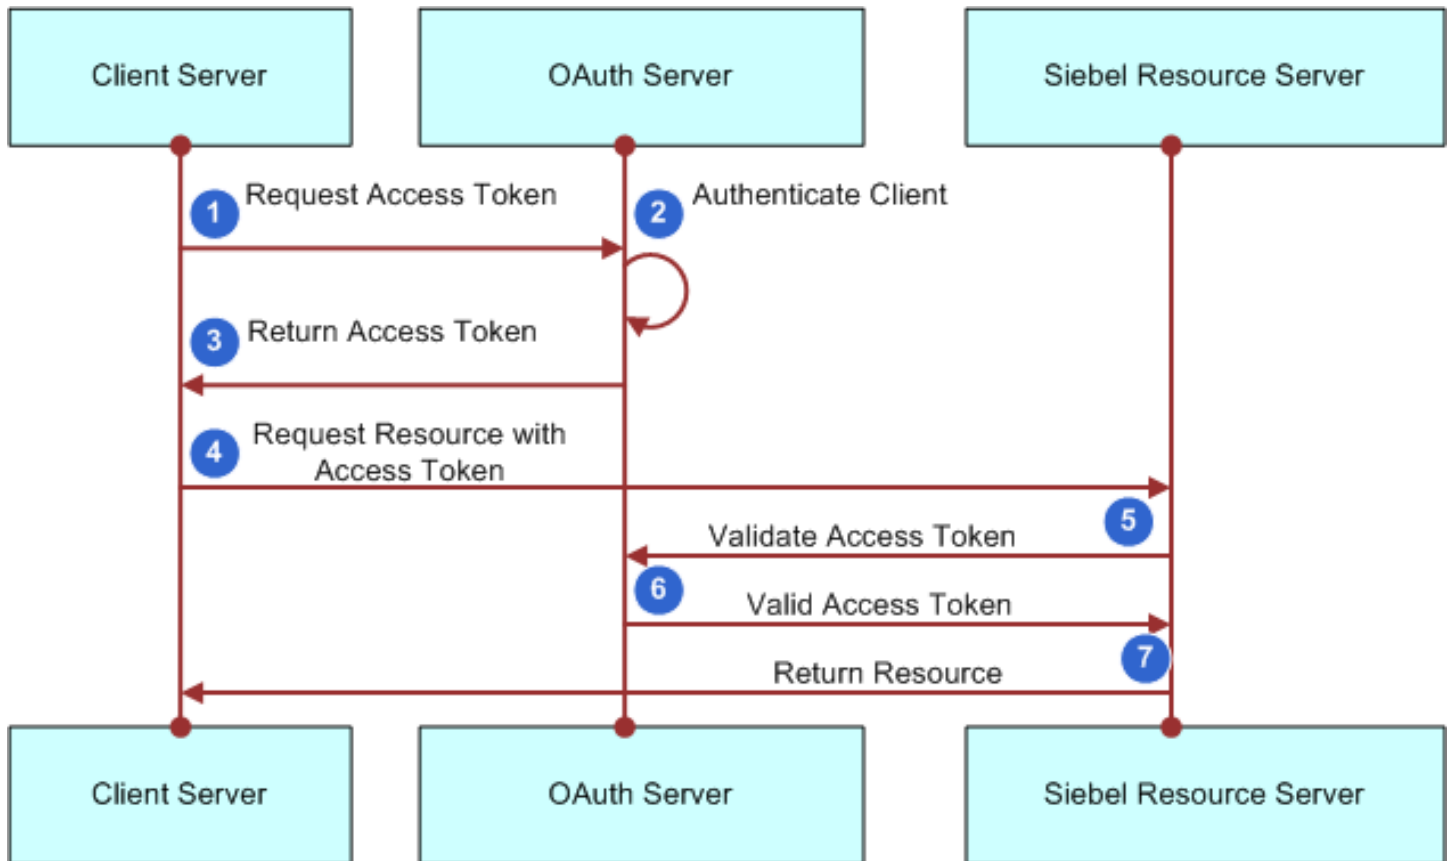 Client Server
OAuth Server
Siebel Resource Server
1
Request Access Token
2
Authenticate Client
3
Return Access Token
4
Request Resource with
Access Token
5
Validate Access Token
6
Valid Access Token
7
Return Resource
Client Server
OAuth Server
Siebel Resource Server